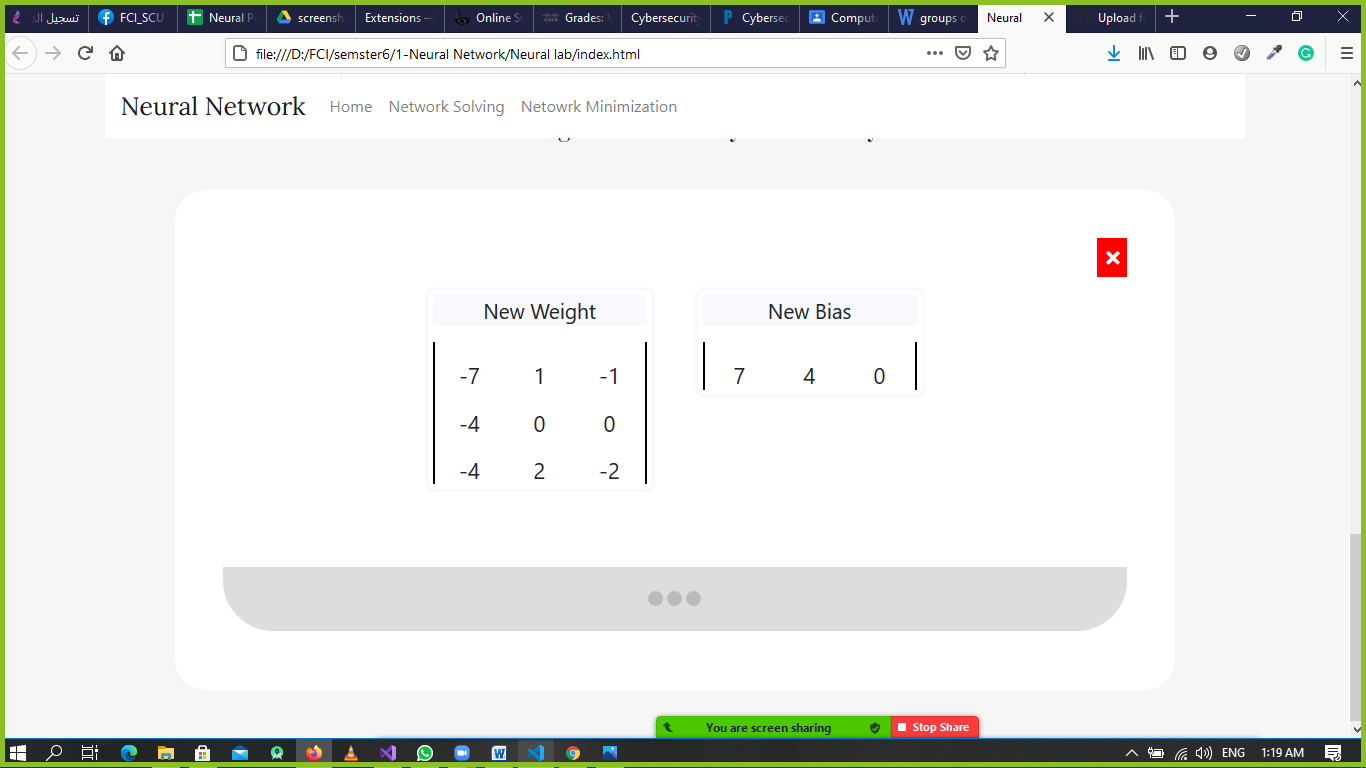 تسجيل الـ FCI_SCU Neural P screensh Extensions — Online S Grades: Cybersecurity Cybersec Comput groups o Neural Upload f
file:///D:/FCI/semster6/1-Neural Network/Neural lab/index.html
Neural Network Home Network Solving Netowrk Minimization
New Weight New Bias
-7 1 -1 7 4 0
-4 0 0
-4 2 -2
You are screen sharing Stop Share
ENG 1:19 AM